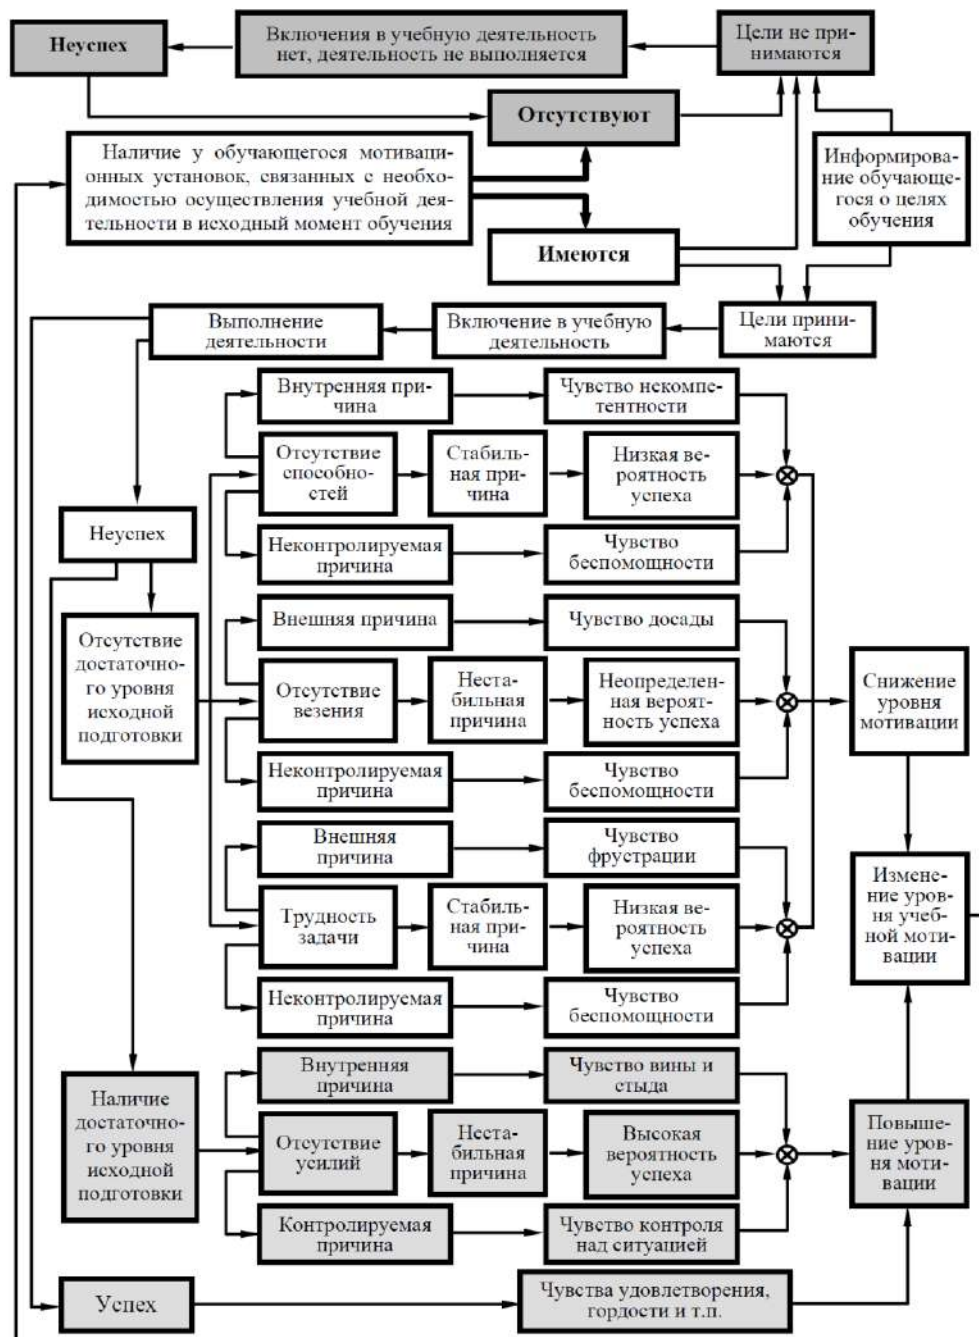 Неуспех
Включения в учебную деятельность
нет, деятельность не выполняется
Цели не при-
нимаются
Отсутствуют
Наличие у обучающегося мотиваци-
онных установок, связанных с необхо-
димостью осуществления учебной дея-
тельности в исходный момент обучения
Информирова-
ние обучающе-
гося о целях
обучения
Имеются
Выполнение
деятельности
Включение в учебную
деятельность
Цели прини-
маются
Внутренняя при-
чина
Чувство некомпе-
тентности
Отсутствие
способно-
стей
Стабиль-
ная при-
чина
Низкая ве-
роятность
успеха
Неуспех
Неконтролируемая
причина
Чувство
беспомощности
Внешняя причина
Чувство досады
Отсутствие
достаточно-
го уровня
исходной
подготовки
Отсутствие
везения
Неста-
бильная
причина
Неопределен-
ная вероят-
ность успеха
Снижение
уровня
мотивации
Неконтролируемая
причина
Чувство
беспомощности
Внешняя
причина
Чувство
фрустрации
Трудность
задачи
Стабиль-
ная при-
чина
Низкая ве-
роятность
успеха
Измене-
ние уров-
ня учеб-
ной моти-
вации
Неконтролируемая
причина
Чувство
беспомощности
Внутренняя
причина
Чувство вины и
стыда
Наличие
достаточно-
го уровня
исходной
подготовки
Отсутствие
усилий
Неста-
бильная
причина
Высокая
вероятность
успеха
Повыше-
ние уров-
ня моти-
вации
Контролируемая
причина
Чувство контроля
над ситуацией
Успех
Чувства удовлетворения,
гордости и т.п.